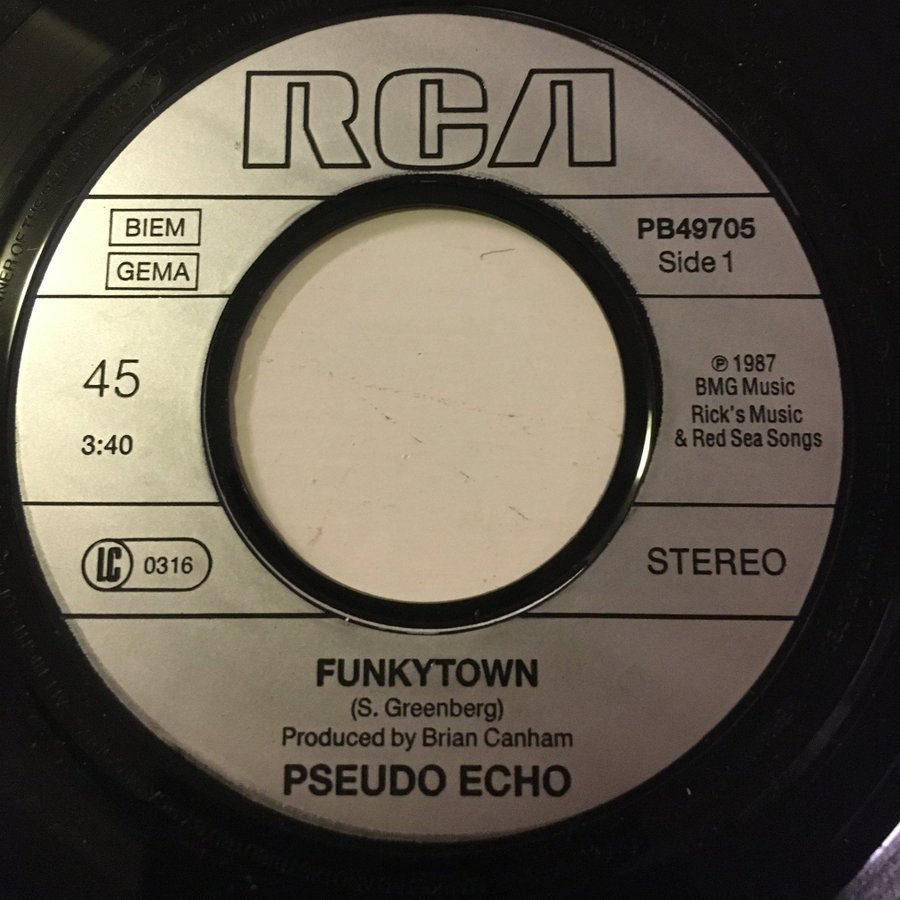 RCA
BIEM
GEMA
PB49705
Side 1
45
3:40
℗ 1987
BMG Music
Rick's Music
& Red Sea Songs
LC 0316
STEREO
FUNKYTOWN
(S. Greenberg)
Produced by Brian Canham
PSEUDO ECHO